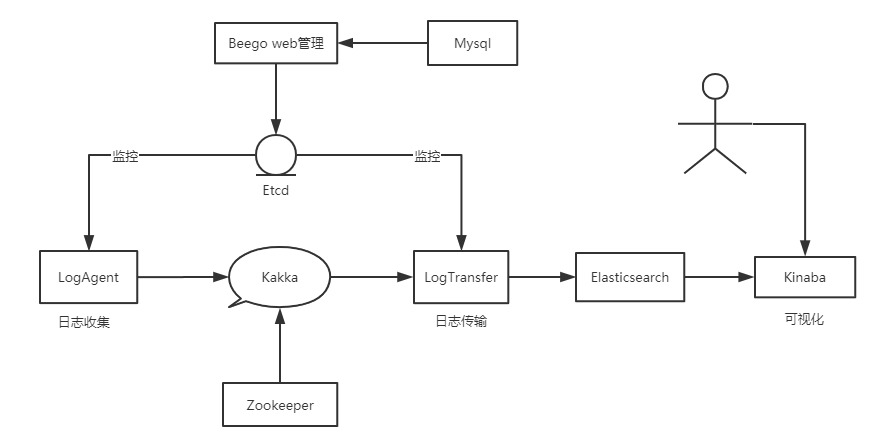 Beego web管理
Mysql
监控
监控
Etcd
LogAgent
Kakka
LogTransfer
Elasticsearch
Kinaba
日志收集
日志传输
可视化
Zookeeper